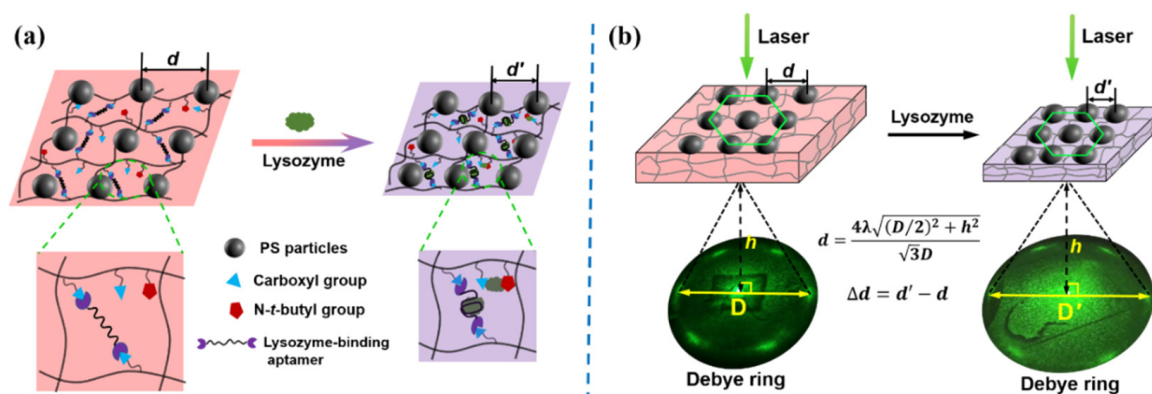 (a)
d
d'
Lysozyme
PS particles
Carboxyl group
N-t-butyl group
Lysozyme-binding
aptamer
(b)
Laser
Laser
d
d'
Lysozyme
h
h
d = 4λ√((D/2)² + h²) / √3D
Δd = d' − d
D
D'
Debye ring
Debye ring